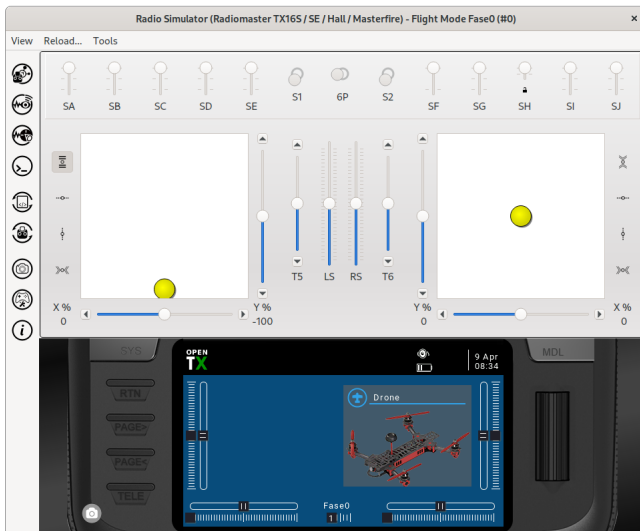 Radio Simulator (Radiomaster TX16S / SE / Hall / Masterfire) - Flight Mode Fase0 (#0)
View Reload... Tools
SA SB SC SD SE S1 6P S2 SF SG SH SI SJ
T5 LS RS T6
X % Y % Y % X %
0 -100 0 0
SYS MDL
OPEN
TX
9 Apr
08:34
RTN
Drone
PAGE>
PAGE<
TELE
Fase0
1